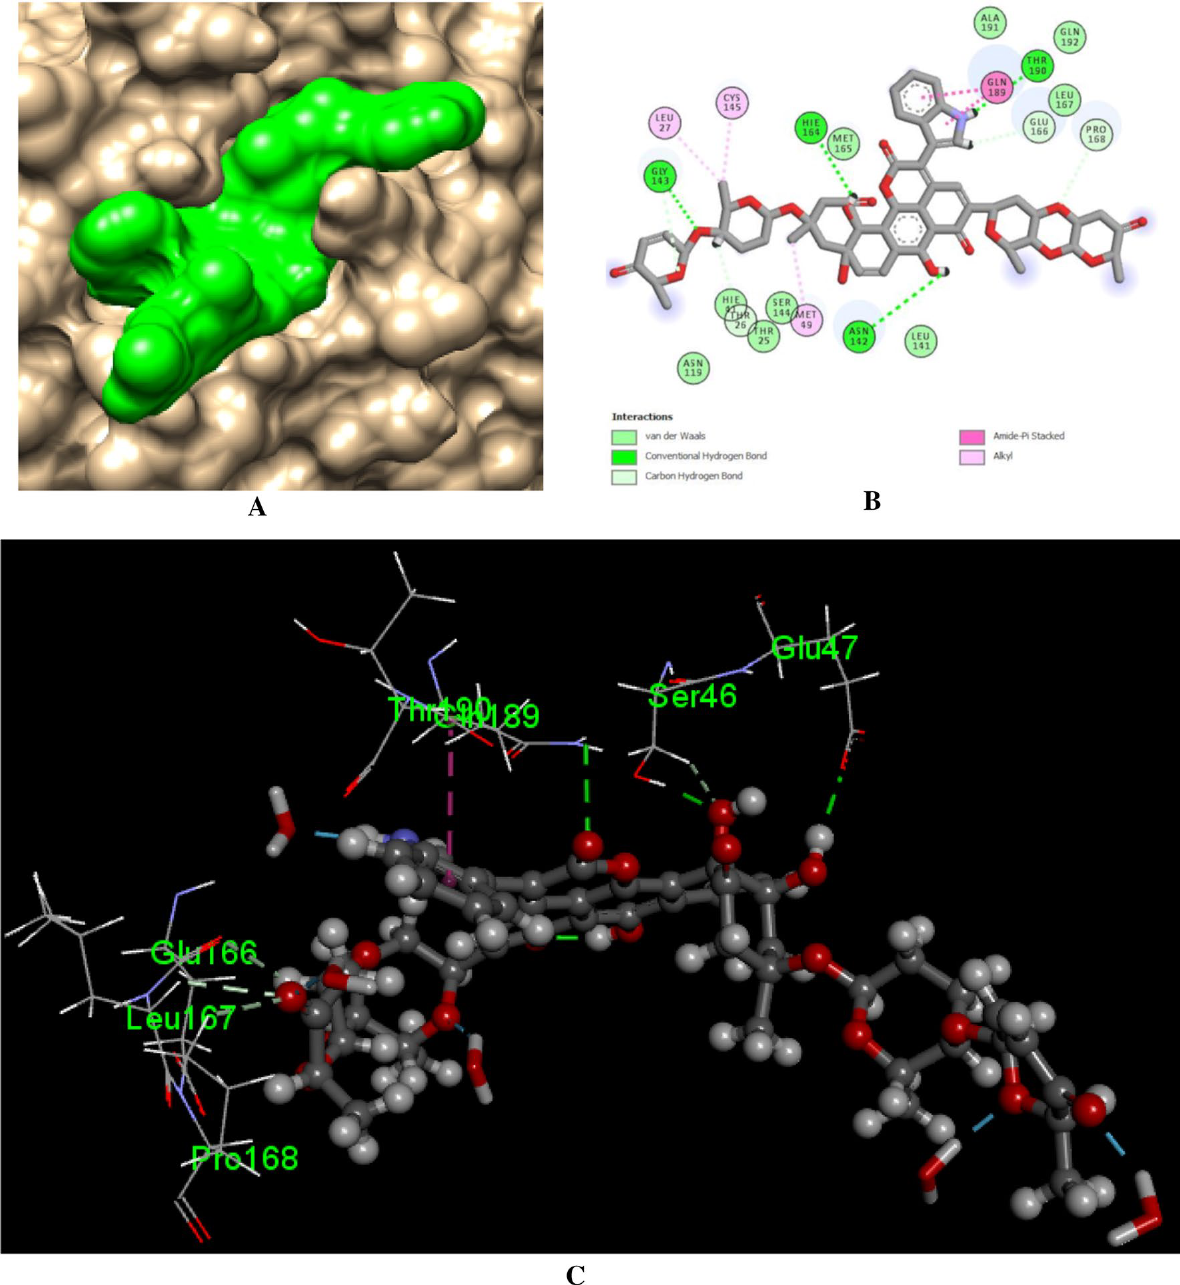 ALA
191
GLN
192
THR
190
GLN
189
LEU
167
CYS
145
LEU
27
HIE
164
MET
165
GLU
166
PRO
168
GLY
143
HIE
41
THR
26
SER
144
MET
49
THR
25
ASN
142
LEU
141
ASN
119
Interactions
van der Waals
Conventional Hydrogen Bond
Carbon Hydrogen Bond
Amide-Pi Stacked
Alkyl
A
B
Glu47
Ser46
Thr190
Gln189
Glu166
Leu167
Pro168
C